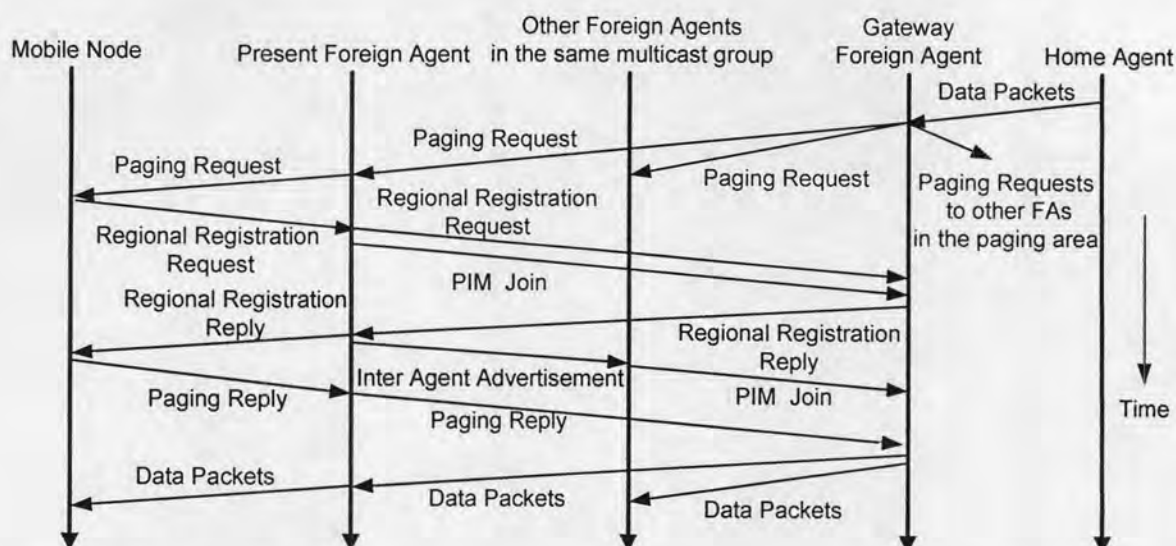 Mobile Node
Present Foreign Agent
Other Foreign Agents
in the same multicast group
Gateway
Foreign Agent
Home Agent
Data Packets
Paging Request
Paging Request
Paging Request
Paging Requests
to other FAs
in the paging area
Regional Registration
Request
Regional Registration
Request
PIM Join
Regional Registration
Reply
Regional Registration
Reply
Inter Agent Advertisement
PIM Join
Paging Reply
Paging Reply
Time
Data Packets
Data Packets
Data Packets